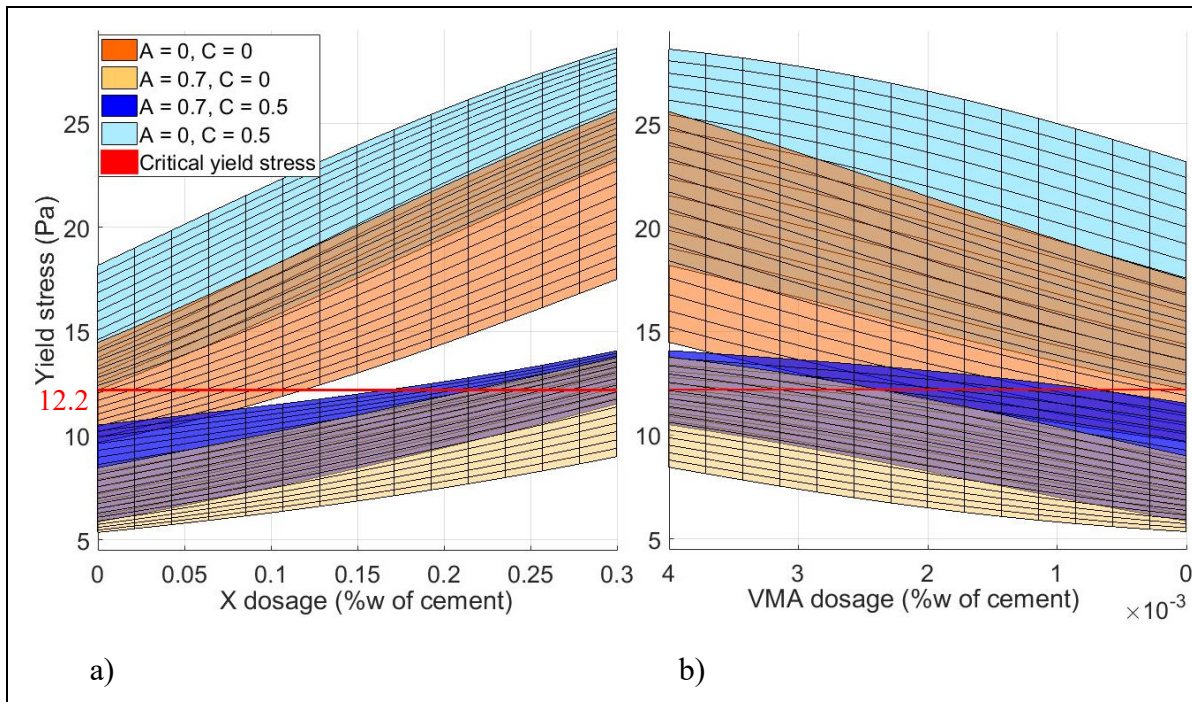 A = 0, C = 0
A = 0.7, C = 0
A = 0.7, C = 0.5
A = 0, C = 0.5
Critical yield stress
Yield stress (Pa)
25
20
15
12.2
10
5
0
0.05
0.1
0.15
0.2
0.25
0.3
X dosage (%w of cement)
a)
25
20
15
10
5
4
3
2
1
0
VMA dosage (%w of cement)
×10⁻³
b)